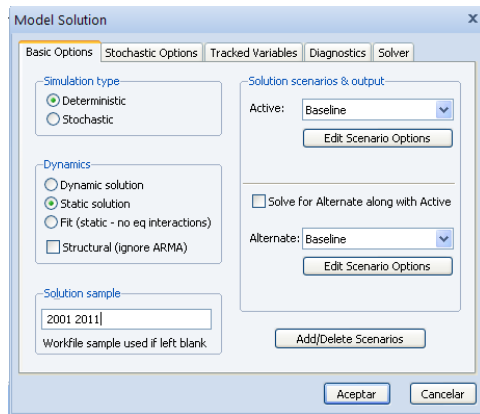 Model Solution
x
Basic Options Stochastic Options Tracked Variables Diagnostics Solver
Simulation type
Deterministic
Stochastic
Dynamics
Dynamic solution
Static solution
Fit (static - no eq interactions)
Structural (ignore ARMA)
Solution sample
2001 2011
Workfile sample used if left blank
Solution scenarios & output
Active: Baseline
Edit Scenario Options
Solve for Alternate along with Active
Alternate: Baseline
Edit Scenario Options
Add/Delete Scenarios
Aceptar Cancelar